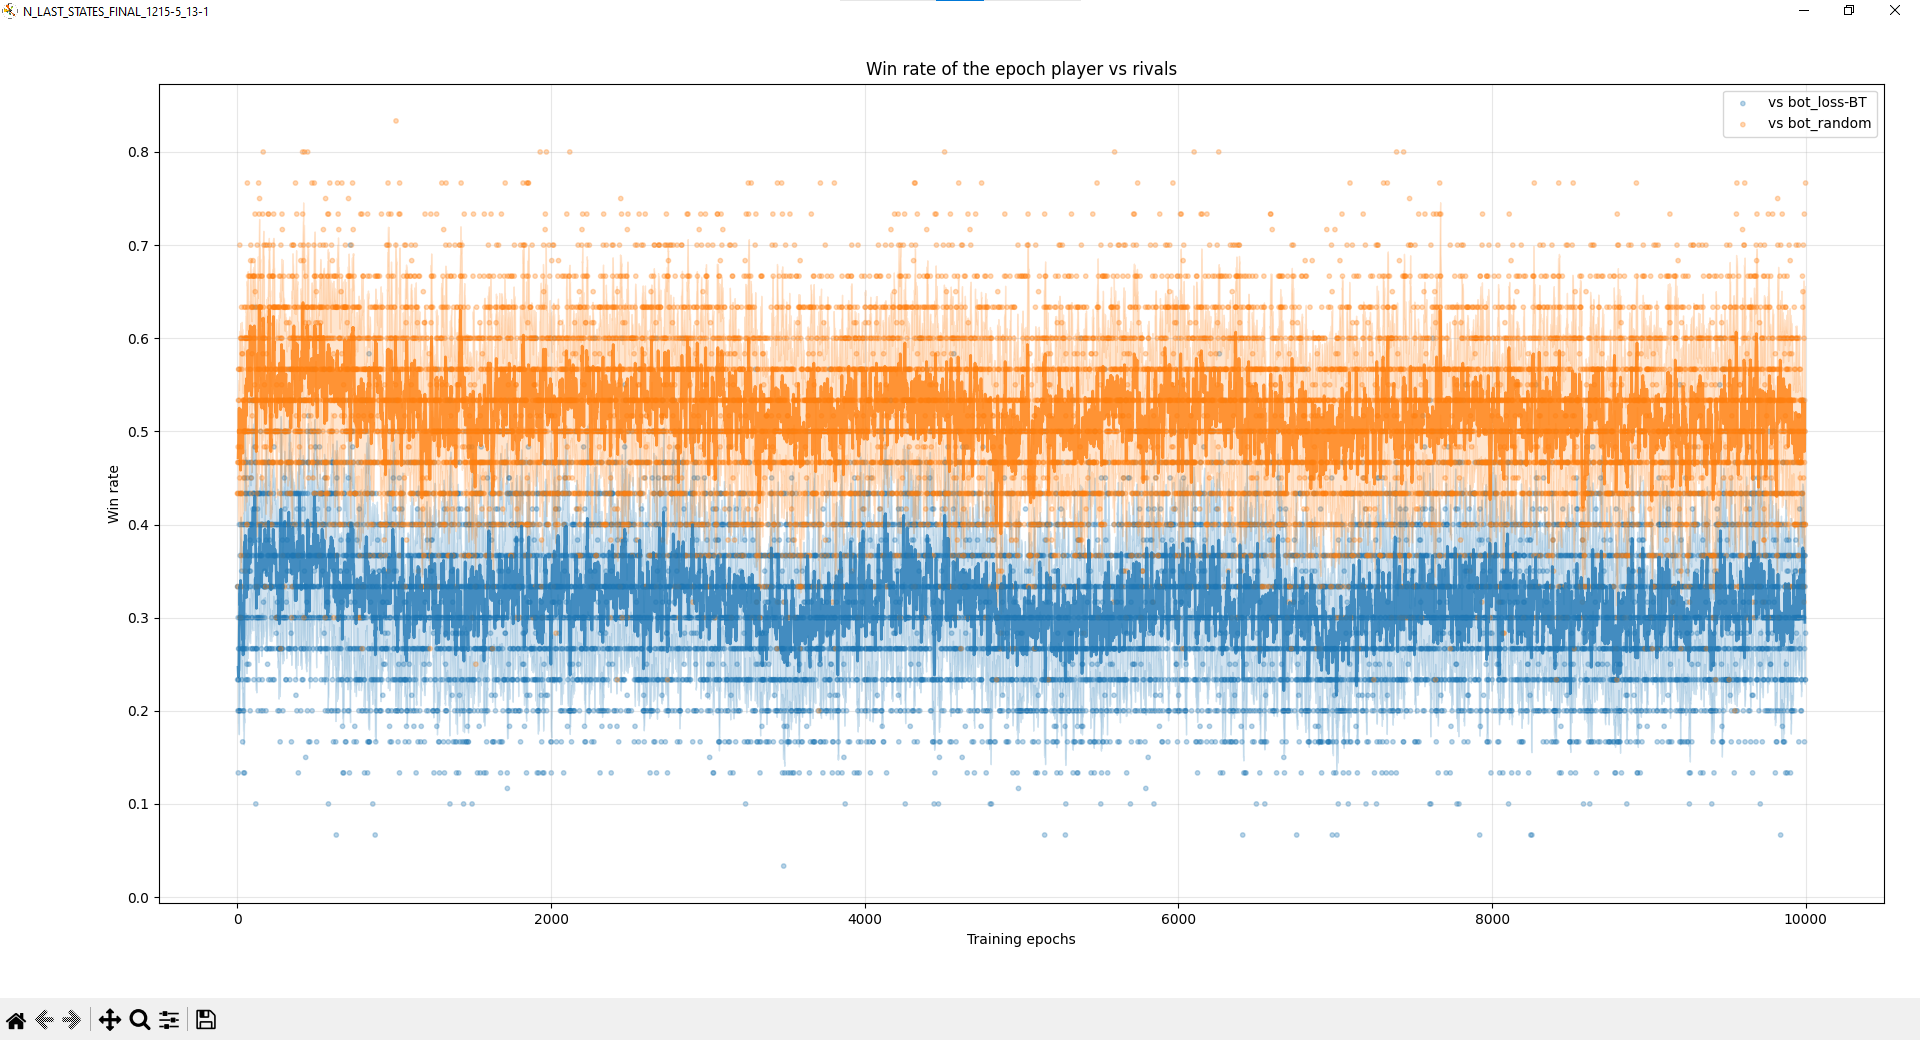 N_LAST_STATES_FINAL_1215-5_13-1
Win rate of the epoch player vs rivals
vs bot_loss-BT
vs bot_random
0.8
0.7
0.6
0.5
0.4
0.3
0.2
0.1
0.0
Win rate
0
2000
4000
6000
8000
10000
Training epochs